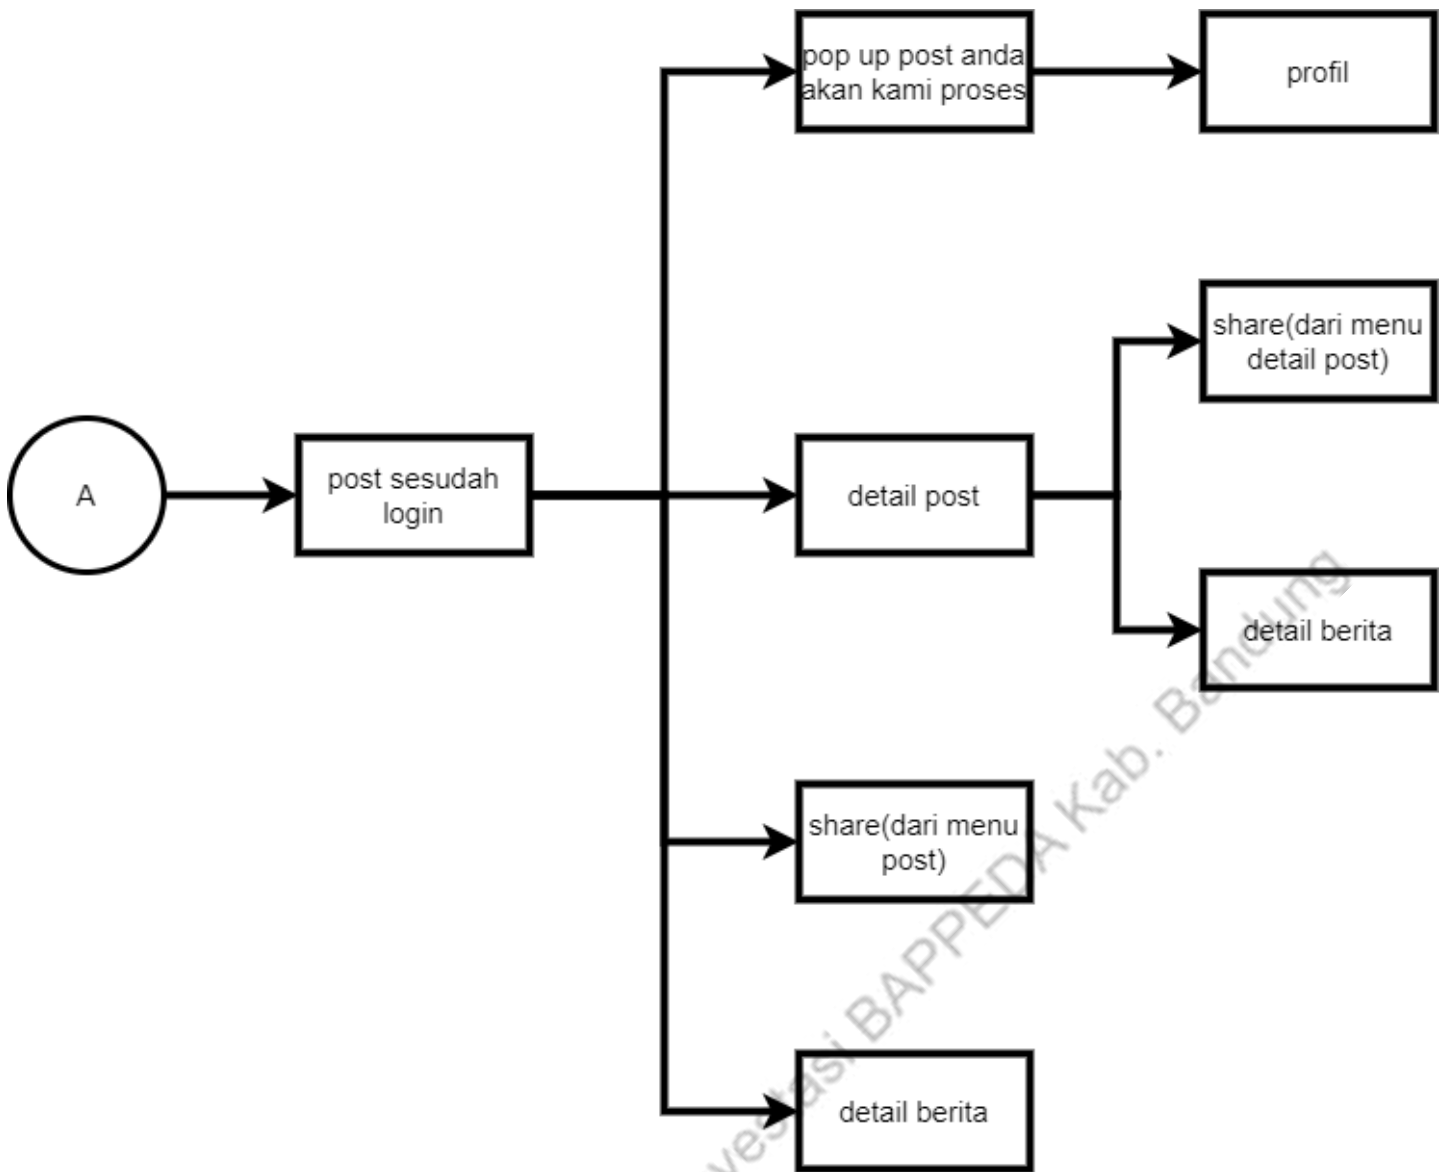 pop up post anda
akan kami proses
profil
share(dari menu
detail post)
A
post sesudah
login
detail post
detail berita
share(dari menu
post)
detail berita
BAPPEDA Kab. Bandung